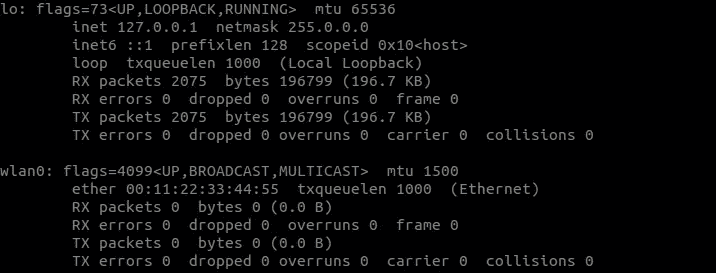 lo: flags=73<UP,LOOPBACK,RUNNING>  mtu 65536
        inet 127.0.0.1  netmask 255.0.0.0
        inet6 ::1  prefixlen 128  scopeid 0x10<host>
        loop  txqueuelen 1000  (Local Loopback)
        RX packets 2075  bytes 196799 (196.7 KB)
        RX errors 0  dropped 0  overruns 0  frame 0
        TX packets 2075  bytes 196799 (196.7 KB)
        TX errors 0  dropped 0 overruns 0  carrier 0  collisions 0

wlan0: flags=4099<UP,BROADCAST,MULTICAST>  mtu 1500
        ether 00:11:22:33:44:55  txqueuelen 1000  (Ethernet)
        RX packets 0  bytes 0 (0.0 B)
        RX errors 0  dropped 0  overruns 0  frame 0
        TX packets 0  bytes 0 (0.0 B)
        TX errors 0  dropped 0 overruns 0  carrier 0  collisions 0